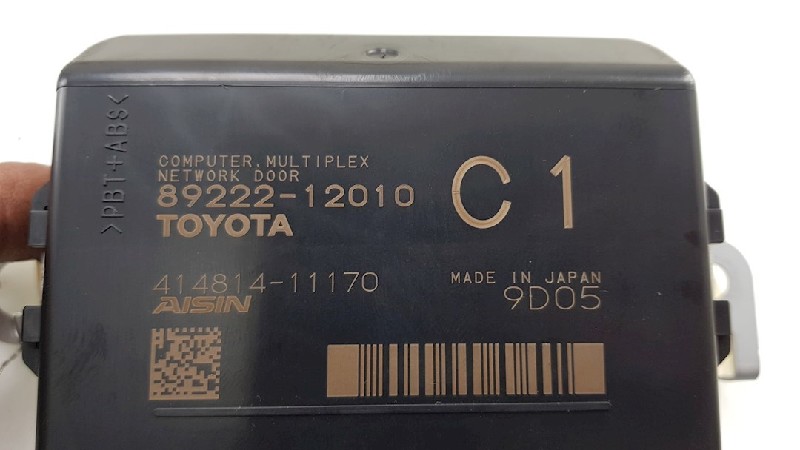 >PBT+ABS<
COMPUTER.MULTIPLEX
NETWORK DOOR
89222-12010
TOYOTA
C1
414814-11170
AISIN
MADE IN JAPAN
9D05